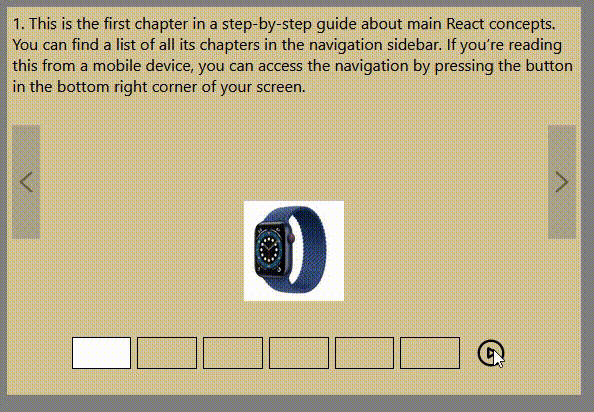 1. This is the first chapter in a step-by-step guide about main React concepts.
You can find a list of all its chapters in the navigation sidebar. If you’re reading
this from a mobile device, you can access the navigation by pressing the button
in the bottom right corner of your screen.